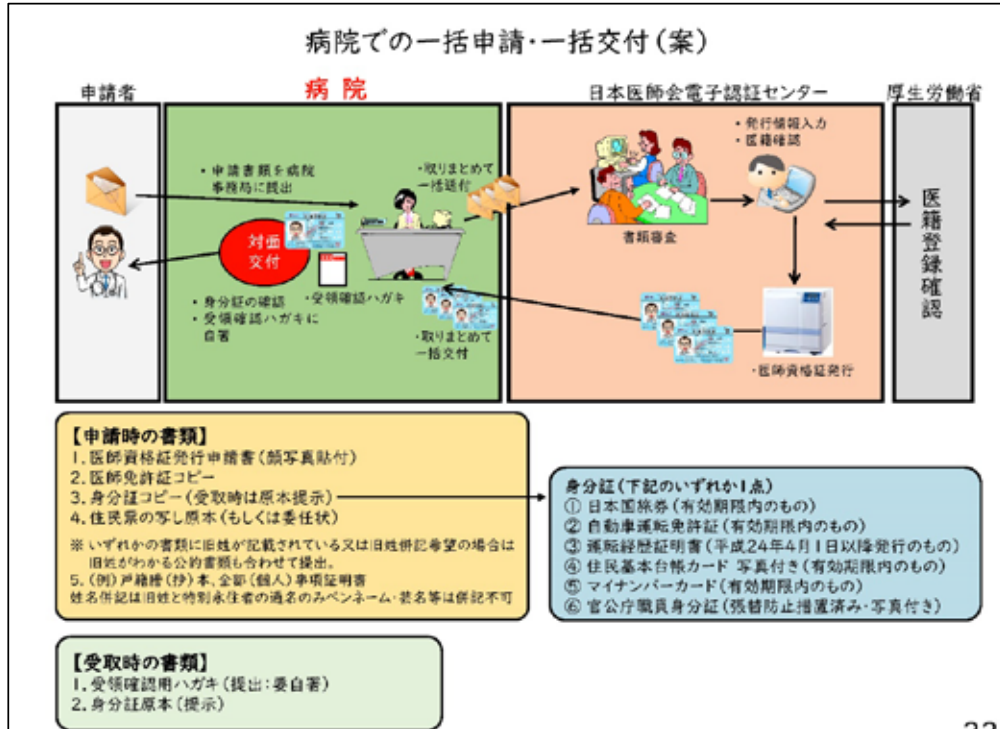 病院での一括申請・一括交付(案)
申請者
病院
日本医師会電子認証センター
厚生労働省
・申請書類を病院
事務局に提出
・取りまとめて
一括送付
・発行情報入力
・医籍確認
書類審査
医籍登録確認
対面
交付
・身分証の確認
・受領確認ハガキに
自署
・受領確認ハガキ
・取りまとめて
一括交付
・医師資格証発行
【申請時の書類】
1.医師資格証発行申請書(顔写真貼付)
2.医師免許証コピー
3.身分証コピー(受取時は原本提示)
4.住民票の写し原本(もしくは委任状)
※ いずれかの書類に旧姓が記載されている又は旧姓併記希望の場合は
旧姓がわかる公的書類も合わせて提出。
5.(例)戸籍謄(抄)本、全部(個人)事項証明書
姓名併記は旧姓と特別永住者の通名のみペンネーム・芸名等は併記不可
身分証(下記のいずれか1点)
① 日本国旅券(有効期限内のもの)
② 自動車運転免許証(有効期限内のもの)
③ 運転経歴証明書(平成24年4月1日以降発行のもの)
④ 住民基本台帳カード 写真付き(有効期限内のもの)
⑤ マイナンバーカード(有効期限内のもの)
⑥ 官公庁職員身分証(張替防止措置済み・写真付き)
【受取時の書類】
1.受領確認用ハガキ(提出:要自署)
2.身分証原本(提示)